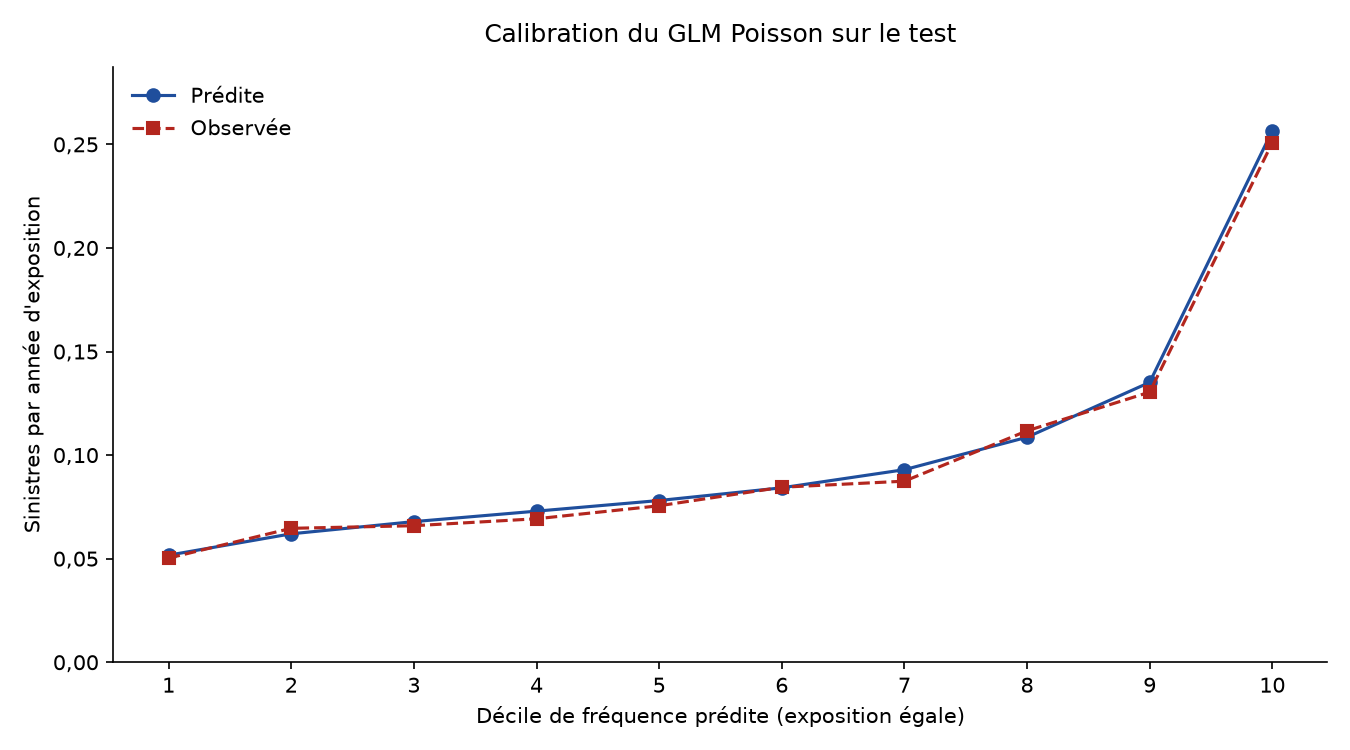 Calibration du GLM Poisson sur le test
Prédite
Observée
Sinistres par année d'exposition
0,25
0,20
0,15
0,10
0,05
0,00
1 2 3 4 5 6 7 8 9 10
Décile de fréquence prédite (exposition égale)